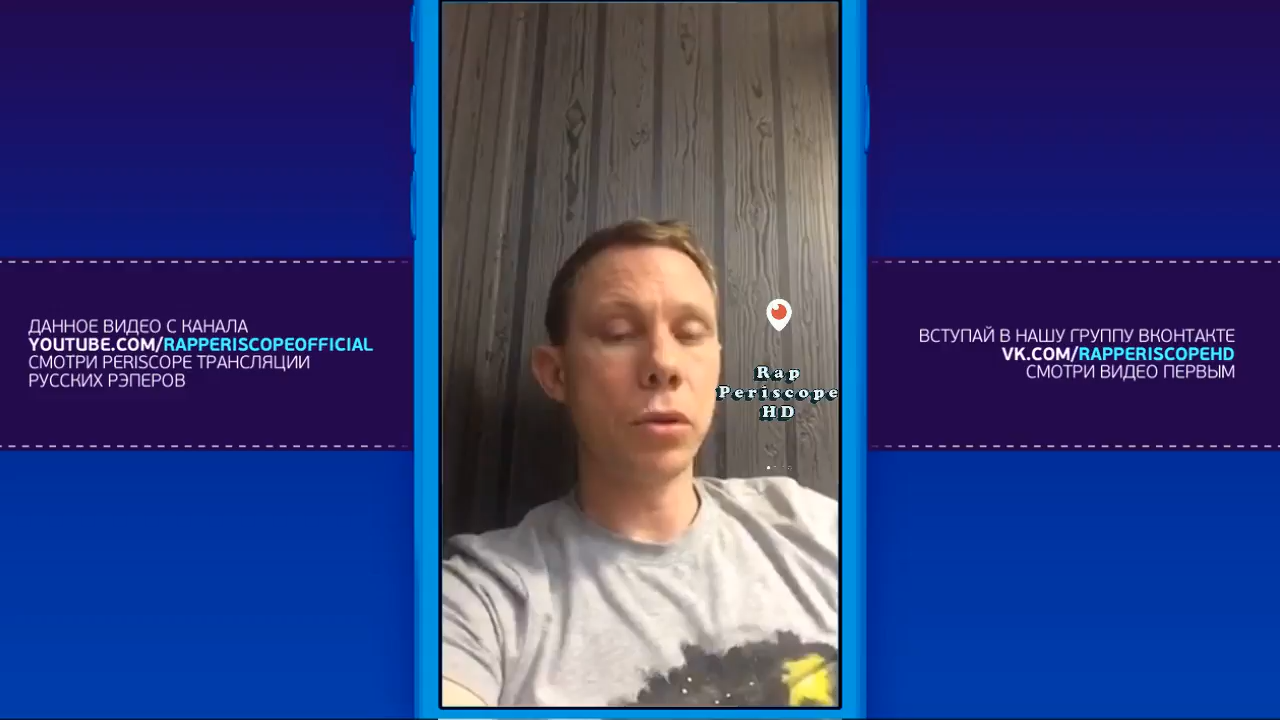 ДАННОЕ ВИДЕО С КАНАЛА
YOUTUBE.COM/RAPPERISCOPEOFFICIAL
СМОТРИ PERISCOPE ТРАНСЛЯЦИИ
РУССКИХ РЭПЕРОВ
Rap
Periscope
HD
ВСТУПАЙ В НАШУ ГРУППУ ВКОНТАКТЕ
VK.COM/RAPPERISCOPEHD
СМОТРИ ВИДЕО ПЕРВЫМ